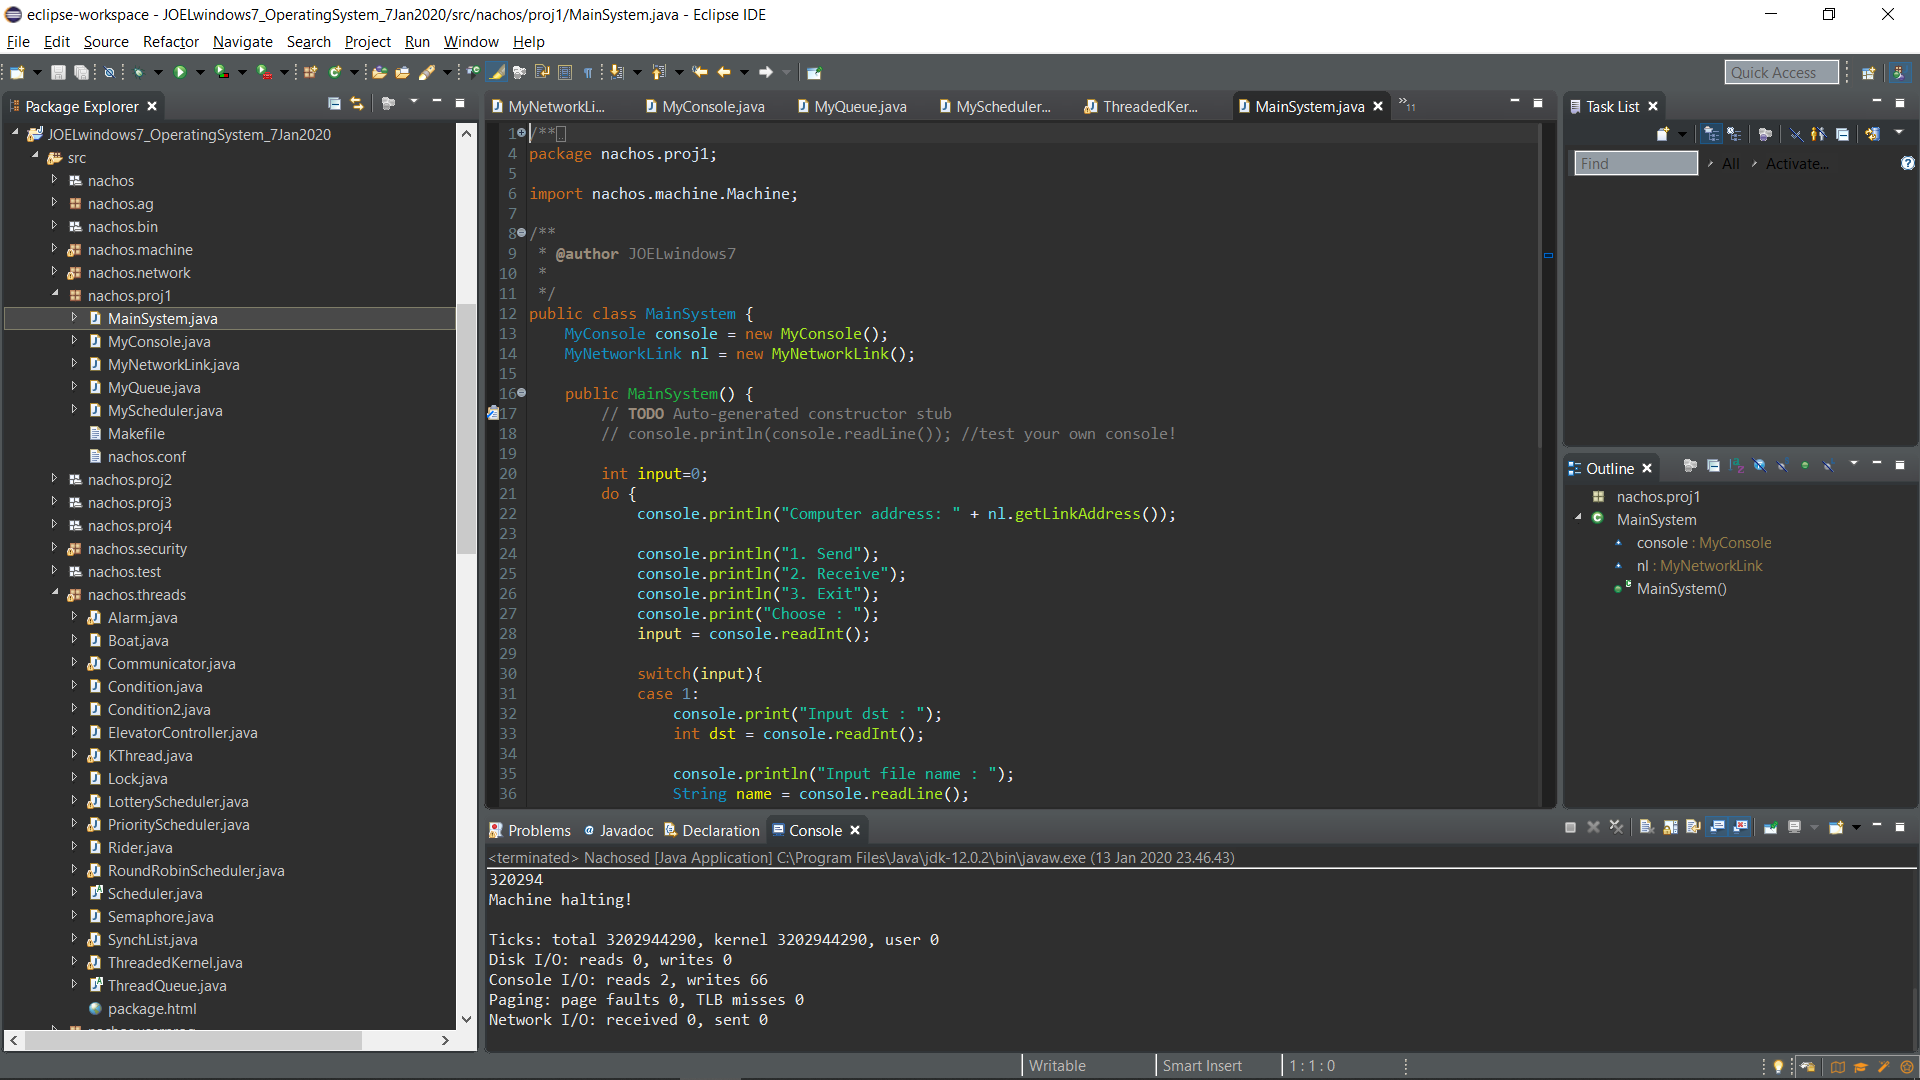 eclipse-workspace - JOELwindows7_OperatingSystem_7Jan2020/src/nachos/proj1/MainSystem.java - Eclipse IDE
File Edit Source Refactor Navigate Search Project Run Window Help
Quick Access
Package Explorer
JOELwindows7_OperatingSystem_7Jan2020
src
nachos
nachos.ag
nachos.bin
nachos.machine
nachos.network
nachos.proj1
MainSystem.java
MyConsole.java
MyNetworkLink.java
MyQueue.java
MyScheduler.java
Makefile
nachos.conf
nachos.proj2
nachos.proj3
nachos.proj4
nachos.security
nachos.test
nachos.threads
Alarm.java
Boat.java
Communicator.java
Condition.java
Condition2.java
ElevatorController.java
KThread.java
Lock.java
LotteryScheduler.java
PriorityScheduler.java
Rider.java
RoundRobinScheduler.java
Scheduler.java
Semaphore.java
SynchList.java
ThreadedKernel.java
ThreadQueue.java
package.html
MyNetworkLi... MyConsole.java MyQueue.java MyScheduler... ThreadedKer... MainSystem.java »11
1 /**
4 package nachos.proj1;
5
6 import nachos.machine.Machine;
7
8 /**
9 * @author JOELwindows7
10 *
11 */
12 public class MainSystem {
13 MyConsole console = new MyConsole();
14 MyNetworkLink nl = new MyNetworkLink();
15
16 public MainSystem() {
17 // TODO Auto-generated constructor stub
18 // console.println(console.readLine()); //test your own console!
19
20 int input=0;
21 do {
22 console.println("Computer address: " + nl.getLinkAddress());
23
24 console.println("1. Send");
25 console.println("2. Receive");
26 console.println("3. Exit");
27 console.print("Choose : ");
28 input = console.readInt();
29
30 switch(input){
31 case 1:
32 console.print("Input dst : ");
33 int dst = console.readInt();
34
35 console.println("Input file name : ");
36 String name = console.readLine();
Task List
Find All Activate...
Outline
nachos.proj1
MainSystem
console : MyConsole
nl : MyNetworkLink
MainSystem()
Problems Javadoc Declaration Console
<terminated> Nachosed [Java Application] C:\Program Files\Java\jdk-12.0.2\bin\javaw.exe (13 Jan 2020 23.46.43)
320294
Machine halting!
Ticks: total 3202944290, kernel 3202944290, user 0
Disk I/O: reads 0, writes 0
Console I/O: reads 2, writes 66
Paging: page faults 0, TLB misses 0
Network I/O: received 0, sent 0
Writable Smart Insert 1 : 1 : 0